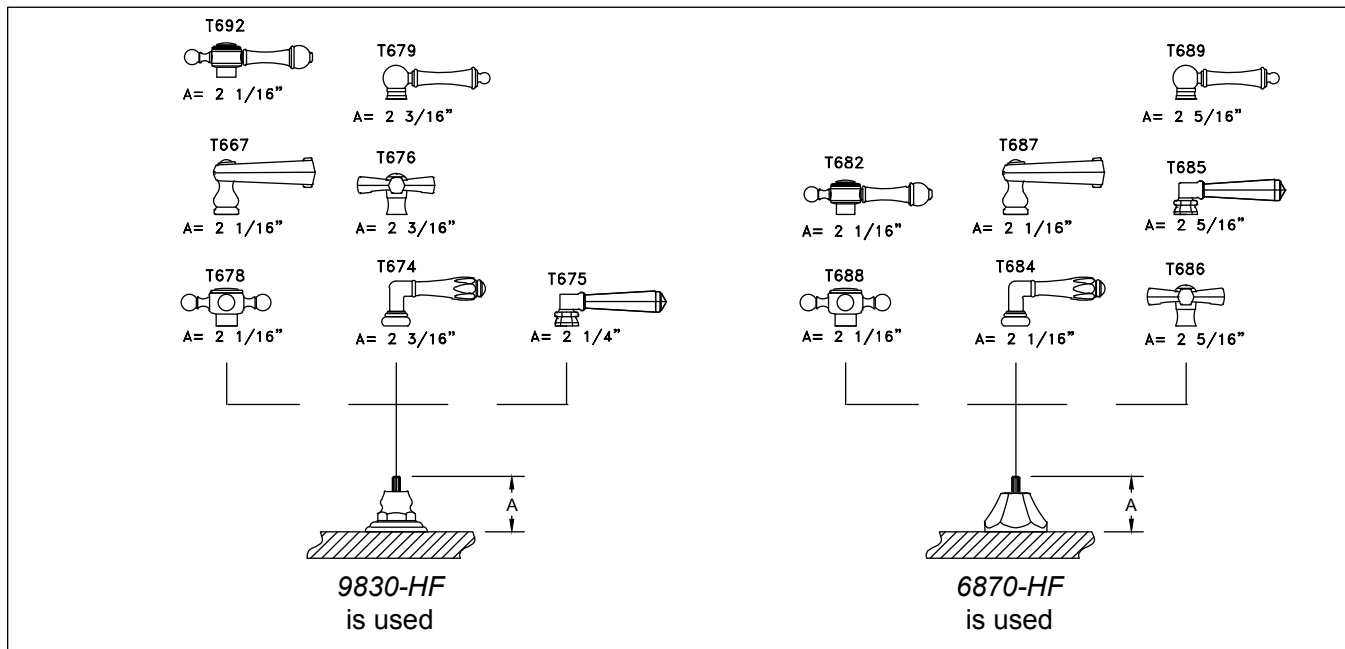 T692
A= 2 1/16”
T679
A= 2 3/16”
T667
A= 2 1/16”
T676
A= 2 3/16”
T678
A= 2 1/16”
T674
A= 2 3/16”
T675
A= 2 1/4”
A
9830-HF
is used
T689
A= 2 5/16”
T682
A= 2 1/16”
T687
A= 2 1/16”
T685
A= 2 5/16”
T688
A= 2 1/16”
T684
A= 2 1/16”
T686
A= 2 5/16”
A
6870-HF
is used